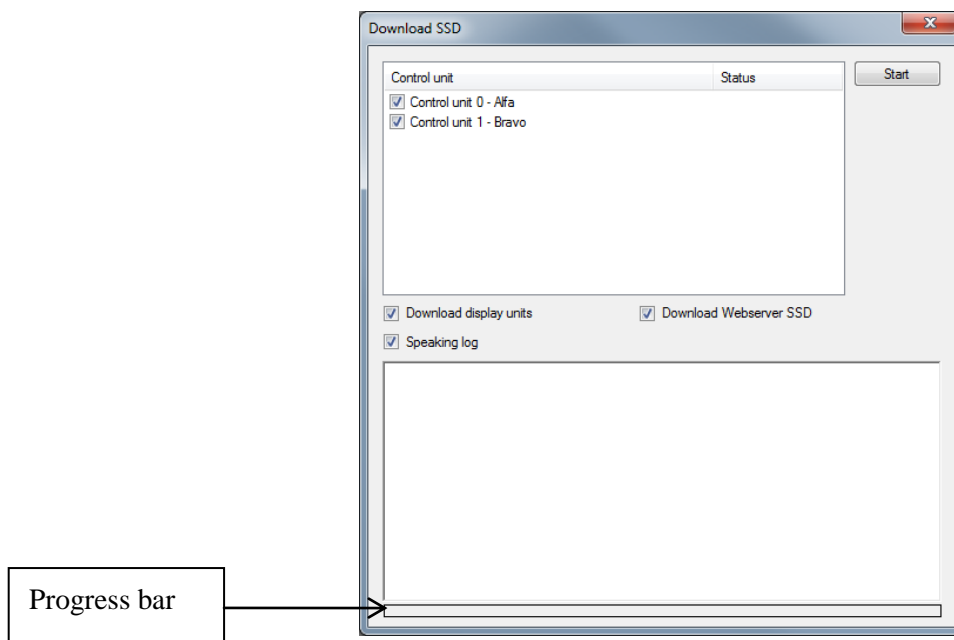 Download SSD
x
Control unit Status Start
Control unit 0 - Alfa
Control unit 1 - Bravo
Download display units Download Webserver SSD
Speaking log
Progress bar